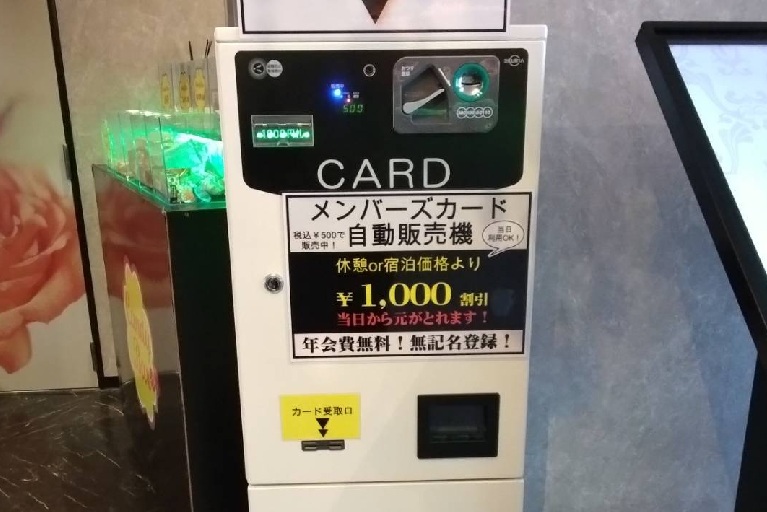 500
CARD
メンバーズカード
税込￥500で
販売中！
自動販売機
当日
利用OK！
休憩or宿泊価格より
￥1,000 割引
当日から元がとれます！
年会費無料！無記名登録！
カード受取口